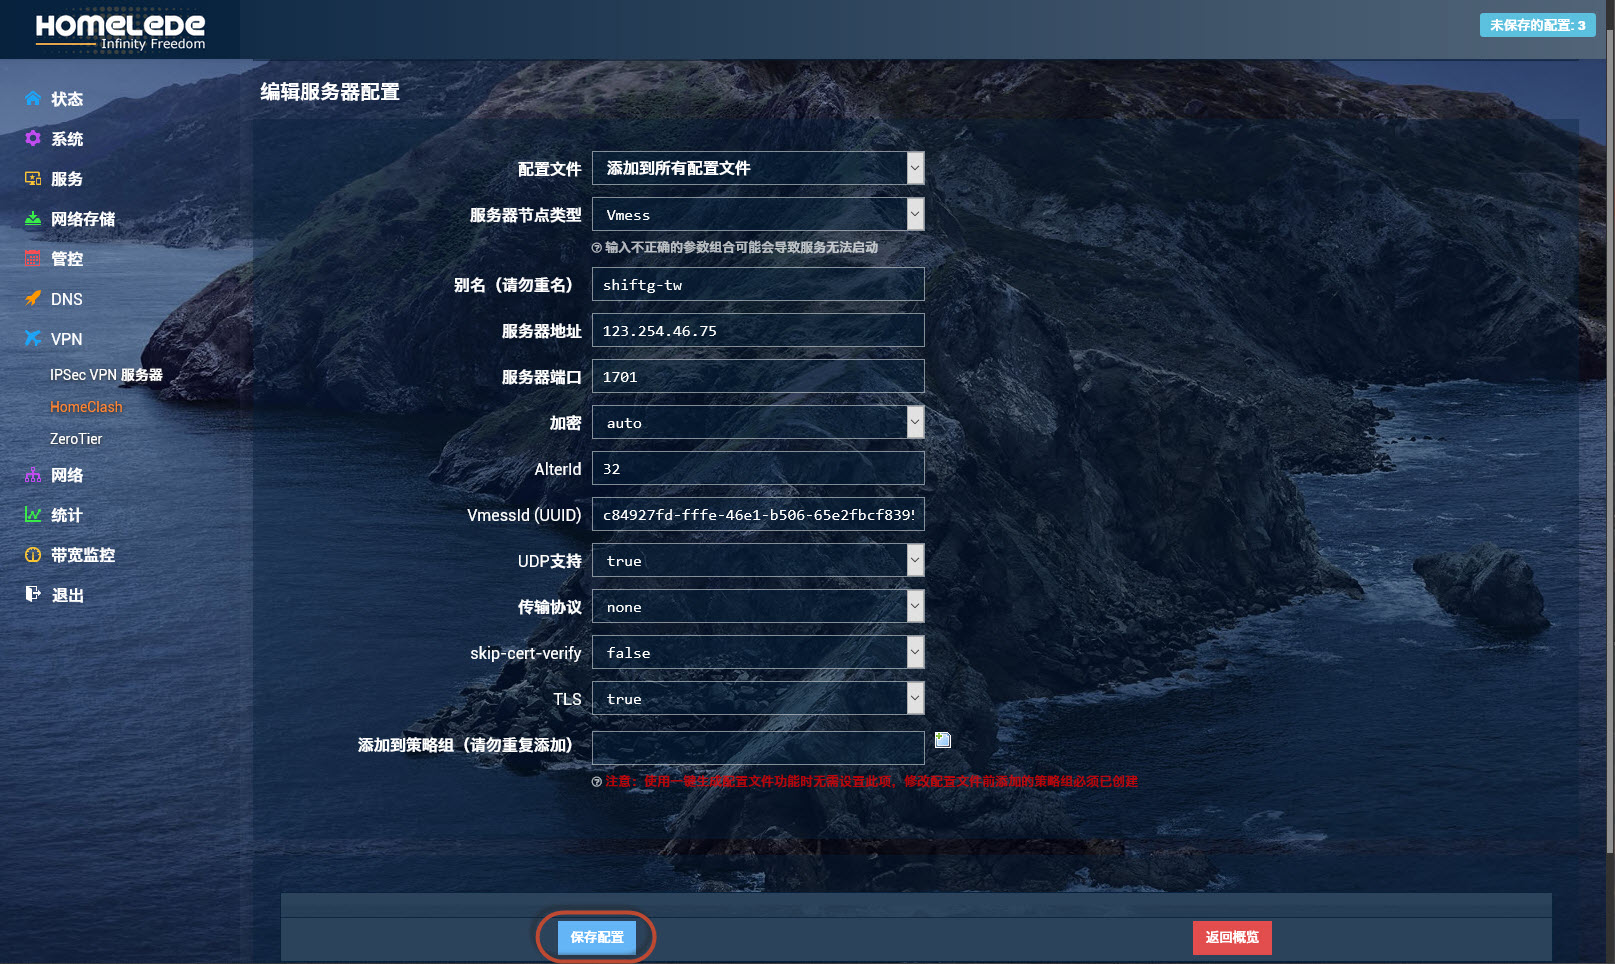 HOMELEDE
Infinity Freedom
未保存的配置: 3
状态
系统
服务
网络存储
管控
DNS
VPN
IPSec VPN 服务器
HomeClash
ZeroTier
网络
统计
带宽监控
退出
编辑服务器配置
配置文件 添加到所有配置文件
服务器节点类型 Vmess
输入不正确的参数组合可能会导致服务无法启动
别名（请勿重名） shiftg-tw
服务器地址 123.254.46.75
服务器端口 1701
加密 auto
AlterId 32
VmessId (UUID) c84927fd-fffe-46e1-b506-65e2fbcf839
UDP支持 true
传输协议 none
skip-cert-verify false
TLS true
添加到策略组（请勿重复添加）
注意：使用一键生成配置文件功能时无需设置此项，修改配置文件前添加的策略组必须已创建
保存配置 返回概览